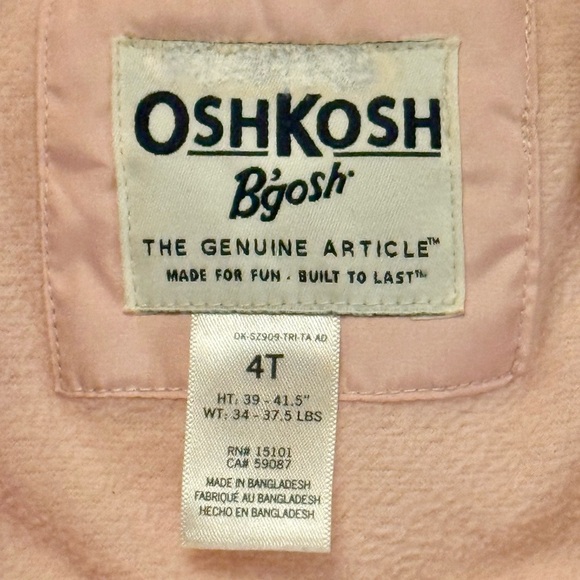 OSHKOSH
B'gosh
THE GENUINE ARTICLE™
MADE FOR FUN · BUILT TO LAST™
OK-SZ909-TRI-TA AD
4T
HT: 39 - 41.5"
WT: 34 - 37.5 LBS
RN# 15101
CA# 59087
MADE IN BANGLADESH
FABRIQUÉ AU BANGLADESH
HECHO EN BANGLADESH